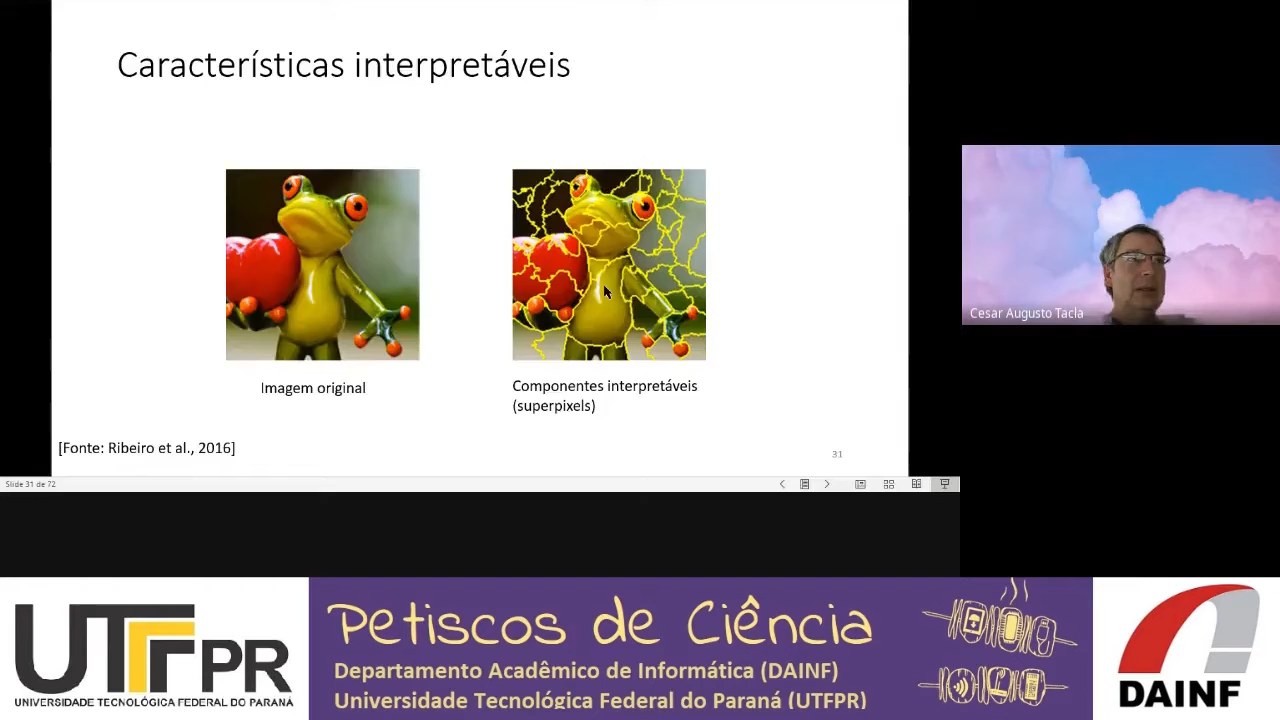 Características interpretáveis
Imagem original
Componentes interpretáveis
(superpixels)
[Fonte: Ribeiro et al., 2016]
31
Slide 31 de 72
Cesar Augusto Tacla
UTFPR
UNIVERSIDADE TECNOLÓGICA FEDERAL DO PARANÁ
Petiscos de Ciência
Departamento Acadêmico de Informática (DAINF)
Universidade Tecnológica Federal do Paraná (UTFPR)
DAINF